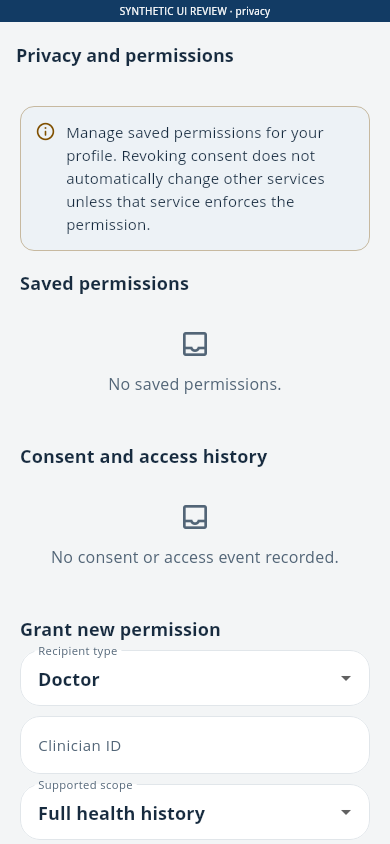 SYNTHETIC UI REVIEW · privacy
Privacy and permissions
Manage saved permissions for your
profile. Revoking consent does not
automatically change other services
unless that service enforces the
permission.
Saved permissions
No saved permissions.
Consent and access history
No consent or access event recorded.
Grant new permission
Recipient type
Doctor
Clinician ID
Supported scope
Full health history